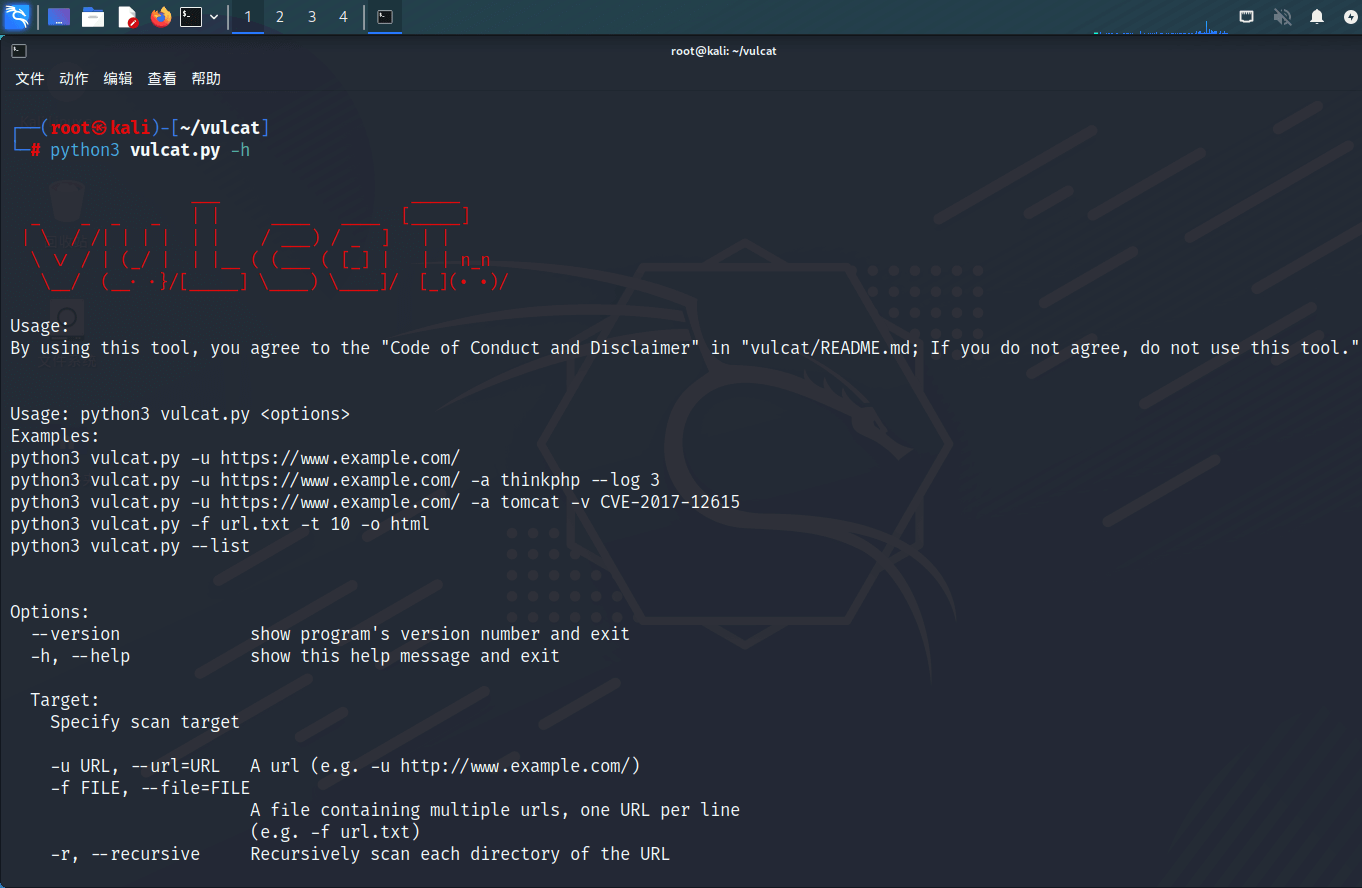 1 2 3 4
root@kali: ~/vulcat
文件 动作 编辑 查看 帮助
┌──(root㉿kali)-[~/vulcat]
└─# python3 vulcat.py -h
Usage:
By using this tool, you agree to the "Code of Conduct and Disclaimer" in "vulcat/README.md; If you do not agree, do not use this tool."
Usage: python3 vulcat.py <options>
Examples:
python3 vulcat.py -u https://www.example.com/
python3 vulcat.py -u https://www.example.com/ -a thinkphp --log 3
python3 vulcat.py -u https://www.example.com/ -a tomcat -v CVE-2017-12615
python3 vulcat.py -f url.txt -t 10 -o html
python3 vulcat.py --list
Options:
--version show program's version number and exit
-h, --help show this help message and exit
Target:
Specify scan target
-u URL, --url=URL A url (e.g. -u http://www.example.com/)
-f FILE, --file=FILE
A file containing multiple urls, one URL per line
(e.g. -f url.txt)
-r, --recursive Recursively scan each directory of the URL